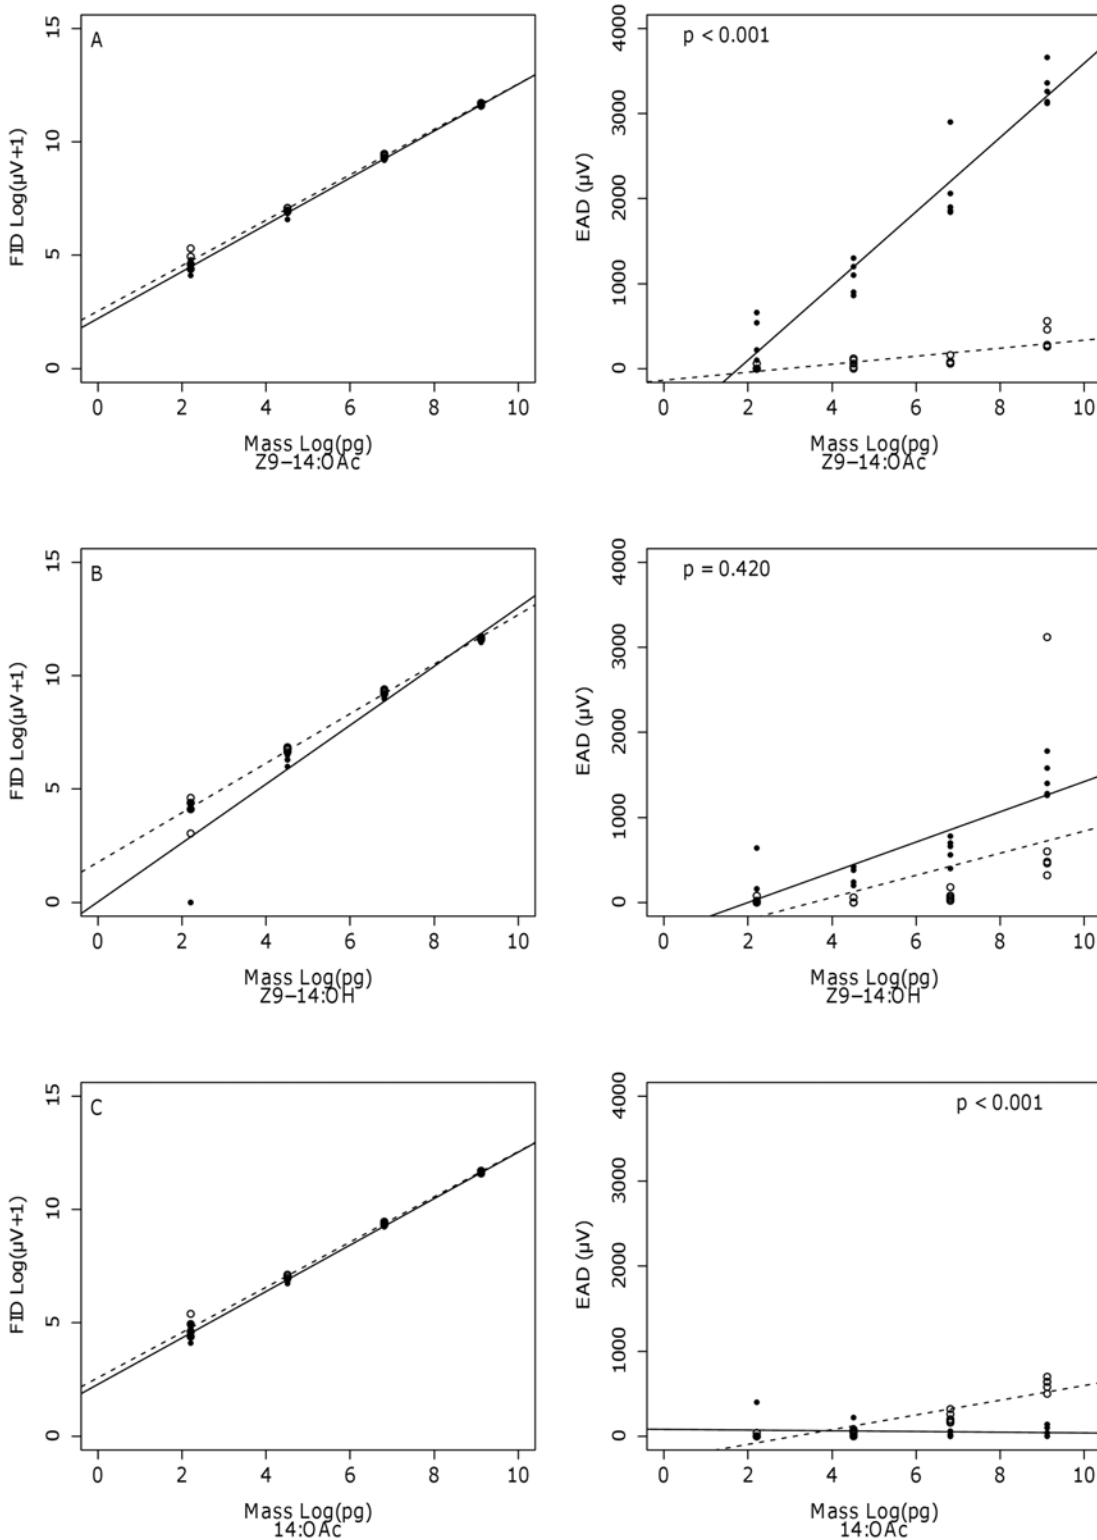 A
15
10
5
0
FID Log(µV+1)
0 2 4 6 8 10
Mass Log(pg)
Z9–14:OAc
p < 0.001
4000
3000
2000
1000
0
EAD (µV)
0 2 4 6 8 10
Mass Log(pg)
Z9–14:OAc
B
15
10
5
0
FID Log(µV+1)
0 2 4 6 8 10
Mass Log(pg)
Z9–14:OH
p = 0.420
4000
3000
2000
1000
0
EAD (µV)
0 2 4 6 8 10
Mass Log(pg)
Z9–14:OH
C
15
10
5
0
FID Log(µV+1)
0 2 4 6 8 10
Mass Log(pg)
14:OAc
p < 0.001
4000
3000
2000
1000
0
EAD (µV)
0 2 4 6 8 10
Mass Log(pg)
14:OAc